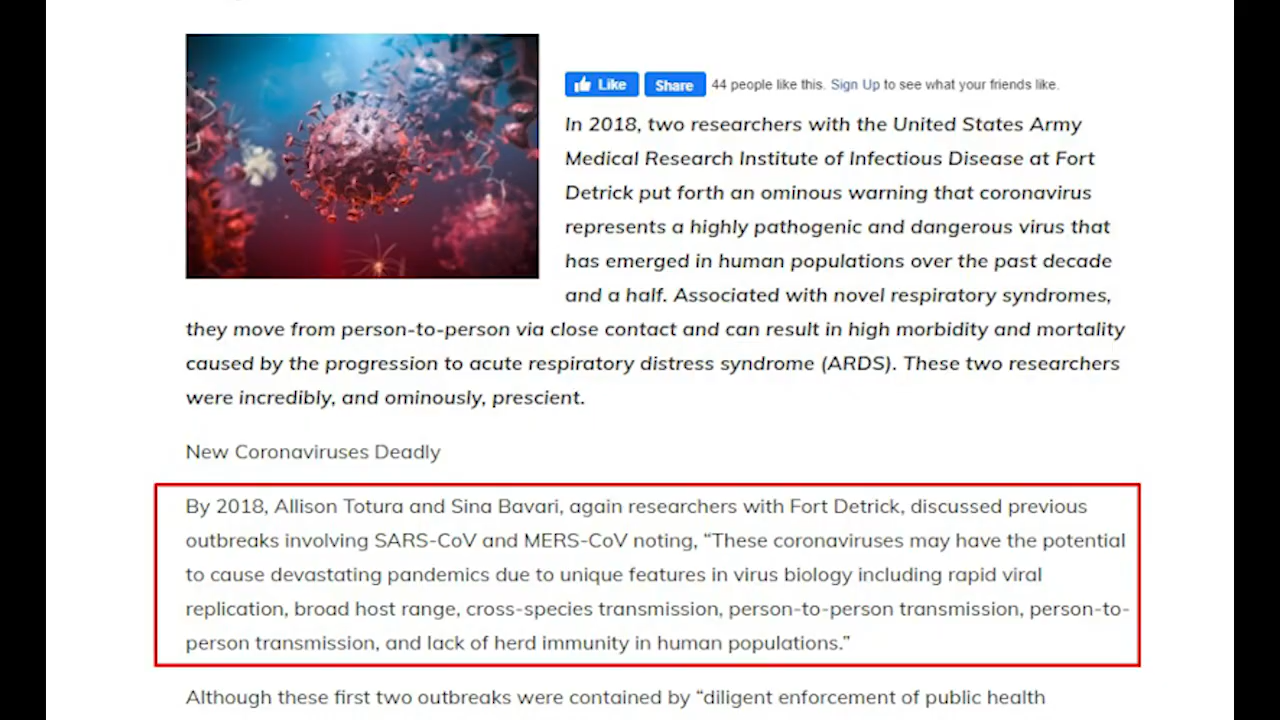 Like Share 44 people like this. Sign Up to see what your friends like.
In 2018, two researchers with the United States Army
Medical Research Institute of Infectious Disease at Fort
Detrick put forth an ominous warning that coronavirus
represents a highly pathogenic and dangerous virus that
has emerged in human populations over the past decade
and a half. Associated with novel respiratory syndromes,
they move from person-to-person via close contact and can result in high morbidity and mortality
caused by the progression to acute respiratory distress syndrome (ARDS). These two researchers
were incredibly, and ominously, prescient.
New Coronaviruses Deadly
By 2018, Allison Totura and Sina Bavari, again researchers with Fort Detrick, discussed previous
outbreaks involving SARS-CoV and MERS-CoV noting, “These coronaviruses may have the potential
to cause devastating pandemics due to unique features in virus biology including rapid viral
replication, broad host range, cross-species transmission, person-to-person transmission, person-to-
person transmission, and lack of herd immunity in human populations.”
Although these first two outbreaks were contained by “diligent enforcement of public health